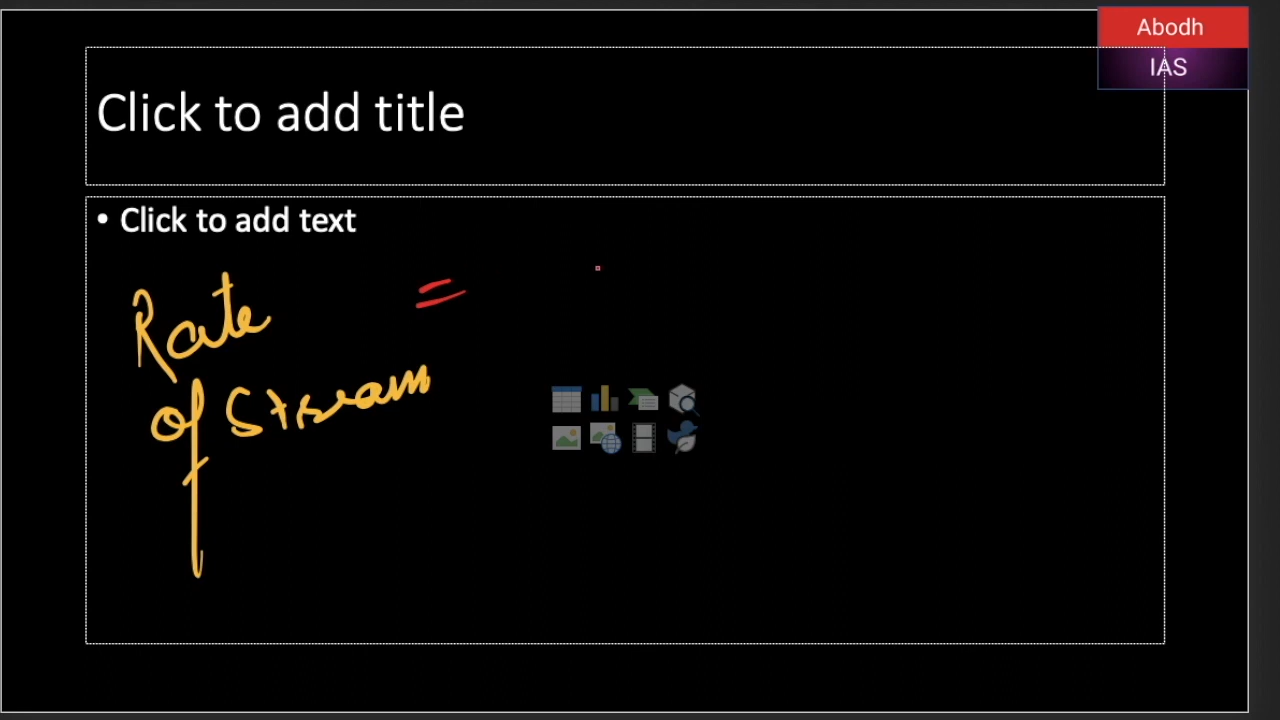 Abodh
IAS
Click to add title
• Click to add text
Rate =
of Stream